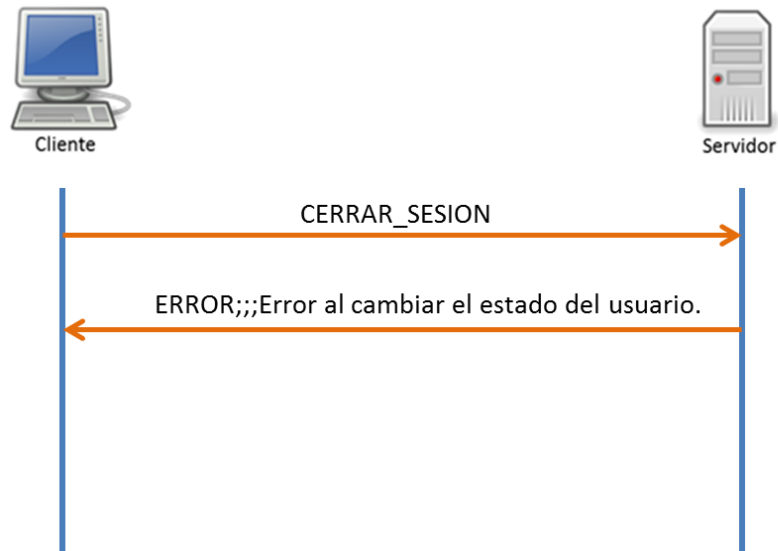 Cliente
Servidor
CERRAR_SESION
ERROR;;;Error al cambiar el estado del usuario.